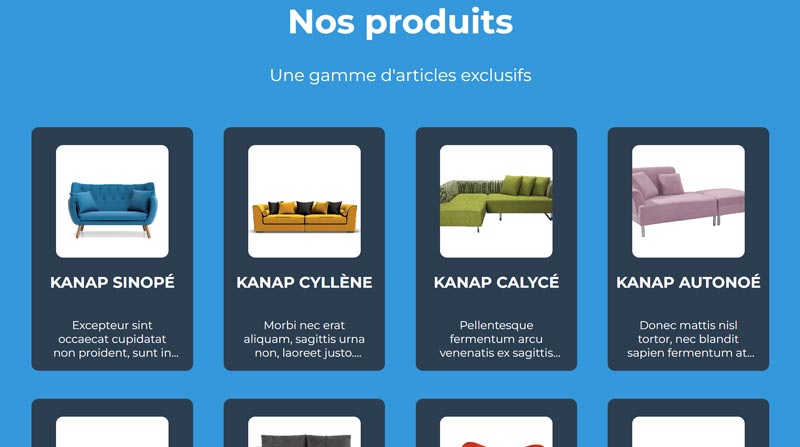 Nos produits
Une gamme d'articles exclusifs
KANAP SINOPÉ
Excepteur sint
occaecat cupidatat
non proident, sunt in...
KANAP CYLLÈNE
Morbi nec erat
aliquam, sagittis urna
non, laoreet justo....
KANAP CALYCÉ
Pellentesque
fermentum arcu
venenatis ex sagittis...
KANAP AUTONOÉ
Donec mattis nisl
tortor, nec blandit
sapien fermentum at...